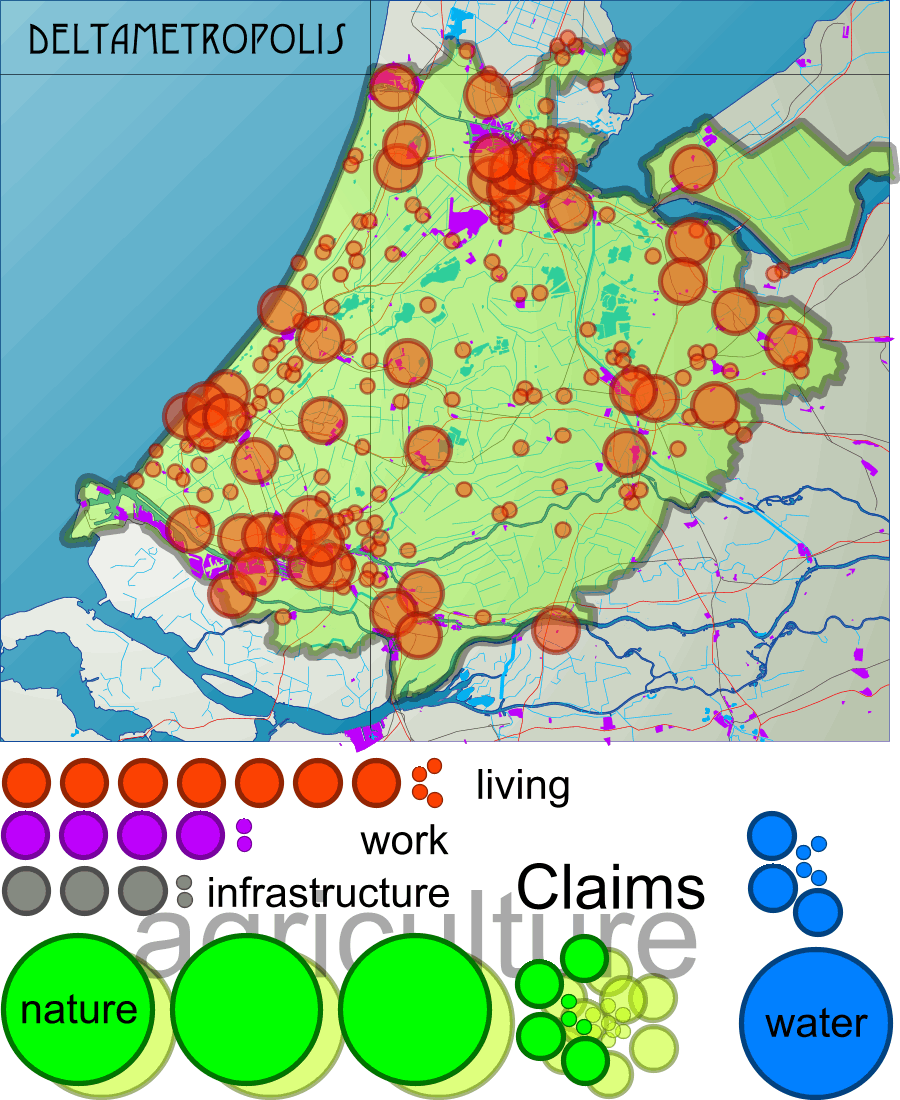 DELTAMETROPOLIS
living
work
infrastructure
Claims
agriculture
nature
water